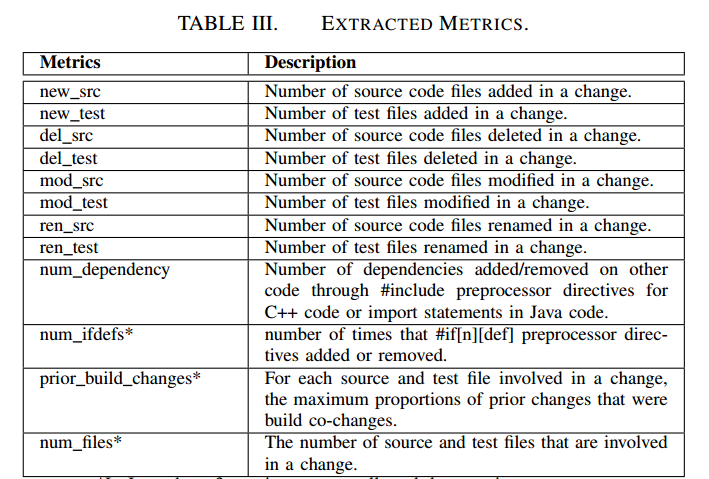 TABLE III. EXTRACTED METRICS.
Metrics Description
new_src Number of source code files added in a change.
new_test Number of test files added in a change.
del_src Number of source code files deleted in a change.
del_test Number of test files deleted in a change.
mod_src Number of source code files modified in a change.
mod_test Number of test files modified in a change.
ren_src Number of source code files renamed in a change.
ren_test Number of test files renamed in a change.
num_dependency Number of dependencies added/removed on other
code through #include preprocessor directives for
C++ code or import statements in Java code.
num_ifdefs* number of times that #if[n][def] preprocessor direc-
tives added or removed.
prior_build_changes* For each source and test file involved in a change,
the maximum proportions of prior changes that were
build co-changes.
num_files* The number of source and test files that are involved
in a change.